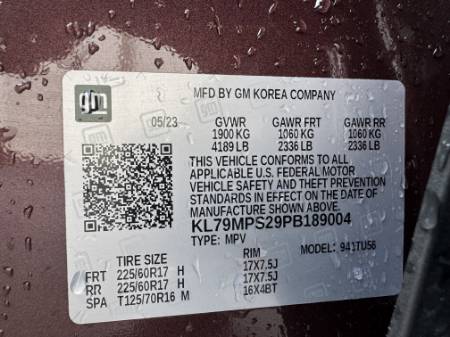 gm
MFD BY GM KOREA COMPANY
05/23 GVWR GAWR FRT GAWR RR
1900 KG 1060 KG 1060 KG
4189 LB 2336 LB 2336 LB
THIS VEHICLE CONFORMS TO ALL
APPLICABLE U.S. FEDERAL MOTOR
VEHICLE SAFETY AND THEFT PREVENTION
STANDARDS IN EFFECT ON THE DATE OF
MANUFACTURE SHOWN ABOVE.
KL79MPS29PB189004
TYPE: MPV MODEL: 941TU56
TIRE SIZE RIM
FRT 225/60R17 H 17X7.5J
RR 225/60R17 H 17X7.5J
SPA T125/70R16 M 16X4BT